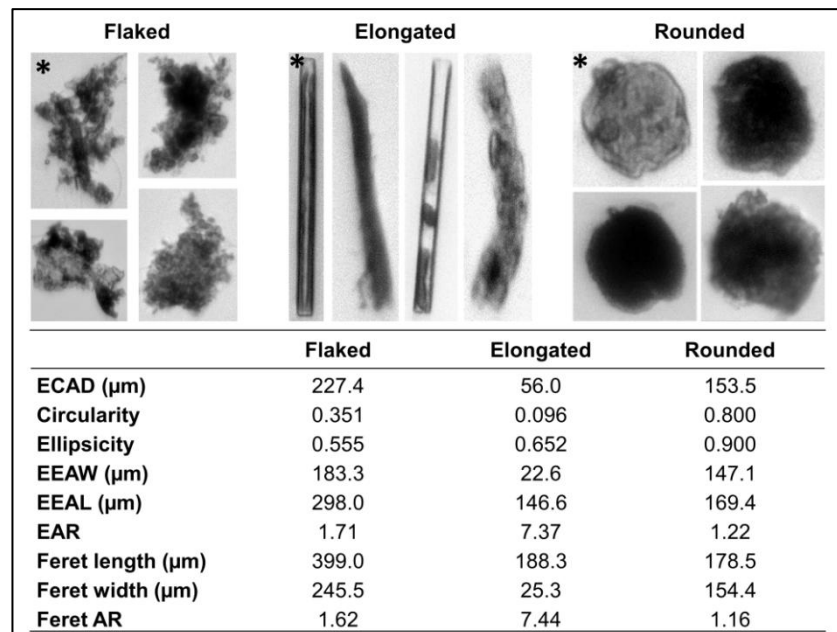 Flaked Elongated Rounded
* * *
Flaked Elongated Rounded
ECAD (µm) 227.4 56.0 153.5
Circularity 0.351 0.096 0.800
Ellipsicity 0.555 0.652 0.900
EEAW (µm) 183.3 22.6 147.1
EEAL (µm) 298.0 146.6 169.4
EAR 1.71 7.37 1.22
Feret length (µm) 399.0 188.3 178.5
Feret width (µm) 245.5 25.3 154.4
Feret AR 1.62 7.44 1.16